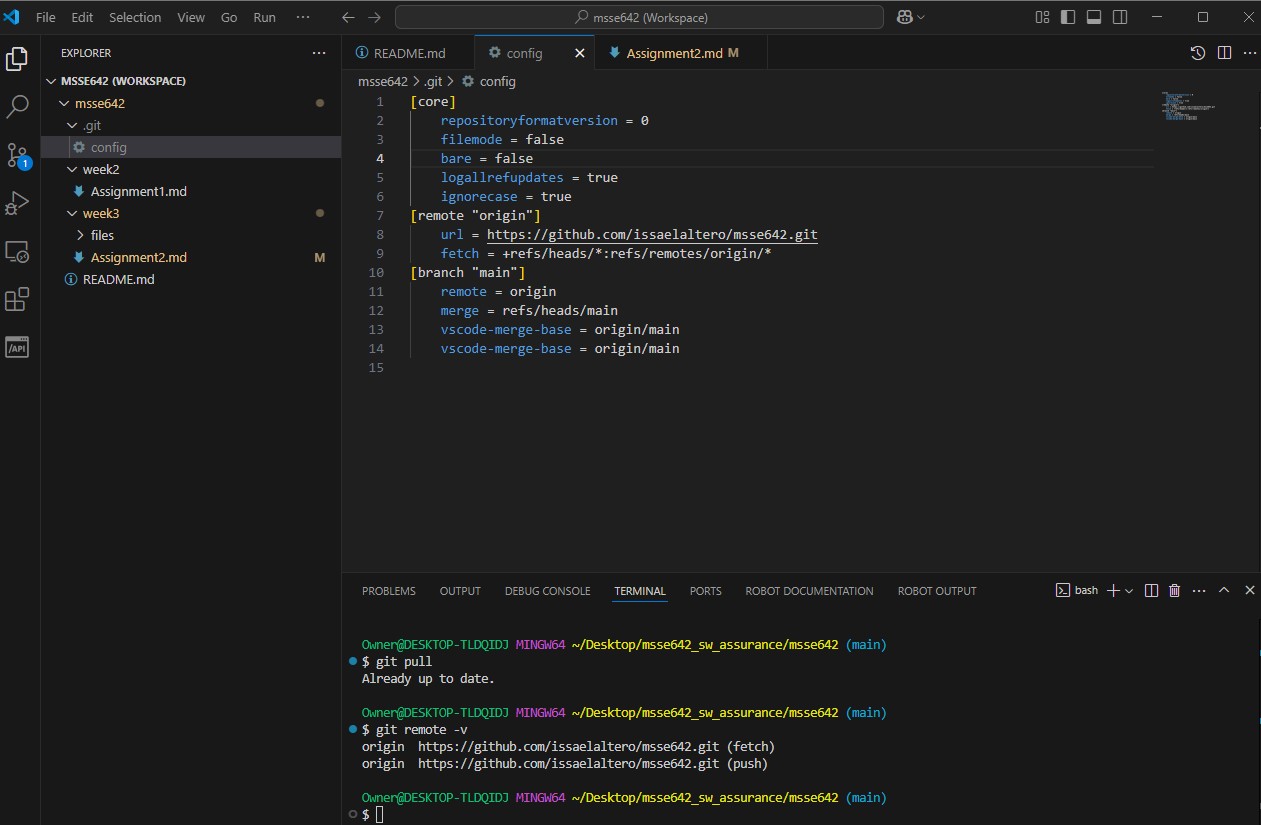 File Edit Selection View Go Run ··· msse642 (Workspace)
EXPLORER ···
MSSE642 (WORKSPACE)
msse642
.git
config
week2
Assignment1.md
week3
files
Assignment2.md M
README.md
1
/API
README.md config Assignment2.md M ···
msse642 > .git > config
1 [core]
2 repositoryformatversion = 0
3 filemode = false
4 bare = false
5 logallrefupdates = true
6 ignorecase = true
7 [remote "origin"]
8 url = https://github.com/issaelaltero/msse642.git
9 fetch = +refs/heads/*:refs/remotes/origin/*
10 [branch "main"]
11 remote = origin
12 merge = refs/heads/main
13 vscode-merge-base = origin/main
14 vscode-merge-base = origin/main
15
PROBLEMS OUTPUT DEBUG CONSOLE TERMINAL PORTS ROBOT DOCUMENTATION ROBOT OUTPUT bash ···
Owner@DESKTOP-TLDQIDJ MINGW64 ~/Desktop/msse642_sw_assurance/msse642 (main)
$ git pull
Already up to date.
Owner@DESKTOP-TLDQIDJ MINGW64 ~/Desktop/msse642_sw_assurance/msse642 (main)
$ git remote -v
origin https://github.com/issaelaltero/msse642.git (fetch)
origin https://github.com/issaelaltero/msse642.git (push)
Owner@DESKTOP-TLDQIDJ MINGW64 ~/Desktop/msse642_sw_assurance/msse642 (main)
$